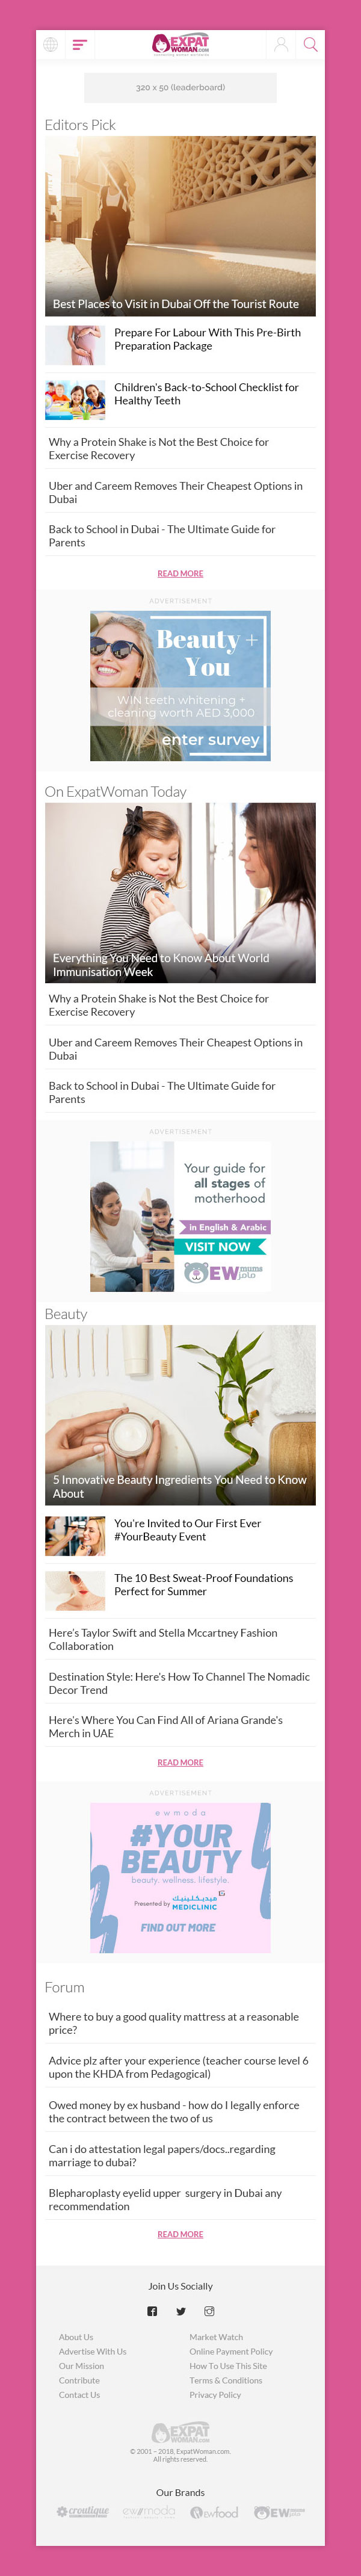 EXPAT
WOMAN.COM
320 x 50 (leaderboard)
Editors Pick
Best Places to Visit in Dubai Off the Tourist Route
Prepare For Labour With This Pre-Birth
Preparation Package
Children's Back-to-School Checklist for
Healthy Teeth
Why a Protein Shake is Not the Best Choice for
Exercise Recovery
Uber and Careem Removes Their Cheapest Options in
Dubai
Back to School in Dubai - The Ultimate Guide for
Parents
READ MORE
ADVERTISEMENT
Beauty +
You
WIN teeth whitening +
cleaning worth AED 3,000
enter survey
On ExpatWoman Today
Everything You Need to Know About World
Immunisation Week
Why a Protein Shake is Not the Best Choice for
Exercise Recovery
Uber and Careem Removes Their Cheapest Options in
Dubai
Back to School in Dubai - The Ultimate Guide for
Parents
ADVERTISEMENT
Your guide for
all stages of
motherhood
in English & Arabic
VISIT NOW
EW mums
Beauty
5 Innovative Beauty Ingredients You Need to Know
About
You're Invited to Our First Ever
#YourBeauty Event
The 10 Best Sweat-Proof Foundations
Perfect for Summer
Here's Taylor Swift and Stella Mccartney Fashion
Collaboration
Destination Style: Here's How To Channel The Nomadic
Decor Trend
Here's Where You Can Find All of Ariana Grande's
Merch in UAE
READ MORE
ADVERTISEMENT
ewmoda
#YOUR
BEAUTY
beauty. wellness. lifestyle.
Presented by ميديكلينيك
MEDICLINIC
FIND OUT MORE
Forum
Where to buy a good quality mattress at a reasonable
price?
Advice plz after your experience (teacher course level 6
upon the KHDA from Pedagogical)
Owed money by ex husband - how do I legally enforce
the contract between the two of us
Can i do attestation legal papers/docs..regarding
marriage to dubai?
Blepharoplasty eyelid upper  surgery in Dubai any
recommendation
READ MORE
Join Us Socially
About Us
Advertise With Us
Our Mission
Contribute
Contact Us
Market Watch
Online Payment Policy
How To Use This Site
Terms & Conditions
Privacy Policy
EXPAT
WOMAN.COM
© 2001 – 2018, ExpatWoman.com.
All rights reserved.
Our Brands
croutique
ewmoda
ewfood
EW mums